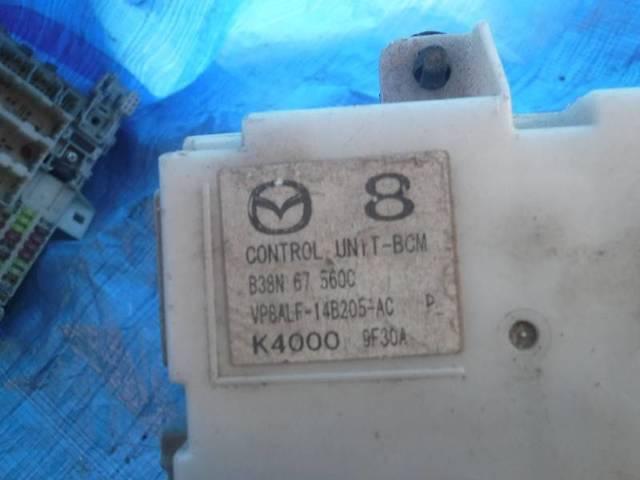 8
CONTROL UNIT-BCM
B38N 67 560C
VP8ALF-14B205-AC P
K4000 9F30A